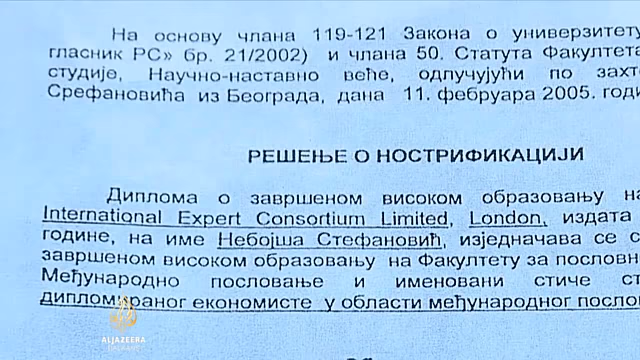 На основу члана 119-121 Закона о универзитету
гласник РС» бр. 21/2002) и члана 50. Статута Факултета
студије, Научно-наставно веће, одлучујући по захт
Срефановића из Београда, дана 11. фебруара 2005. годи
РЕШЕЊЕ О НОСТРИФИКАЦИЈИ
Диплома о завршеном високом образовању на
International Expert Consortium Limited, London, издата
године, на име Небојша Стефановић, изједначава се с
завршеном високом образовању на Факултету за пословн
Међународно пословање и именовани стиче ст
дипломираног економисте у области међународног послов
ALJAZEERA
BALKANS